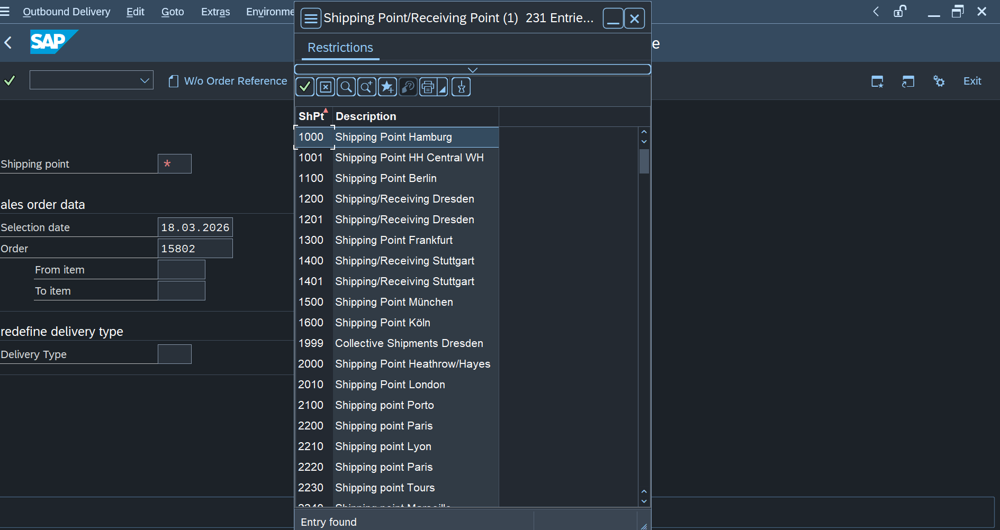 Outbound Delivery Edit Goto Extras Environme
SAP
e
W/o Order Reference
Exit
Shipping point *
ales order data
Selection date 18.03.2026
Order 15802
From item
To item
redefine delivery type
Delivery Type
Shipping Point/Receiving Point (1) 231 Entrie...
Restrictions
ShPt Description
1000 Shipping Point Hamburg
1001 Shipping Point HH Central WH
1100 Shipping Point Berlin
1200 Shipping/Receiving Dresden
1201 Shipping/Receiving Dresden
1300 Shipping Point Frankfurt
1400 Shipping/Receiving Stuttgart
1401 Shipping/Receiving Stuttgart
1500 Shipping Point München
1600 Shipping Point Köln
1999 Collective Shipments Dresden
2000 Shipping Point Heathrow/Hayes
2010 Shipping Point London
2100 Shipping point Porto
2200 Shipping point Paris
2210 Shipping point Lyon
2220 Shipping point Paris
2230 Shipping point Tours
Shipping point
Entry found